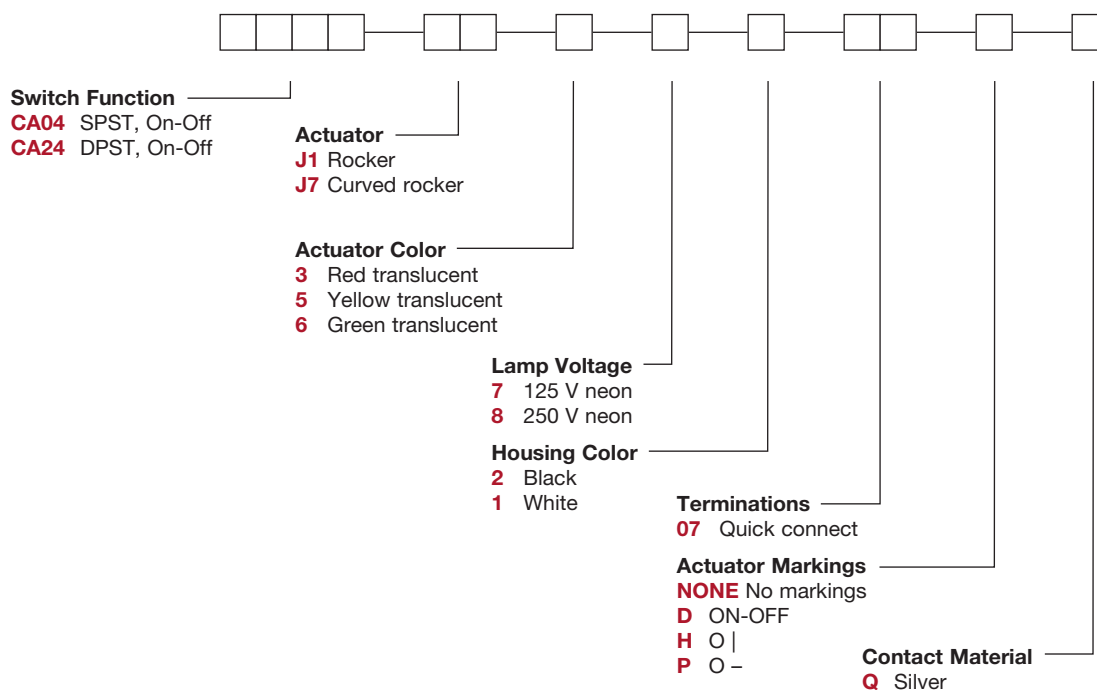 Switch Function
CA04 SPST, On-Off
CA24 DPST, On-Off
Actuator
J1 Rocker
J7 Curved rocker
Actuator Color
3 Red translucent
5 Yellow translucent
6 Green translucent
Lamp Voltage
7 125 V neon
8 250 V neon
Housing Color
2 Black
1 White
Terminations
07 Quick connect
Actuator Markings
NONE No markings
D ON-OFF
H O |
P O –
Contact Material
Q Silver